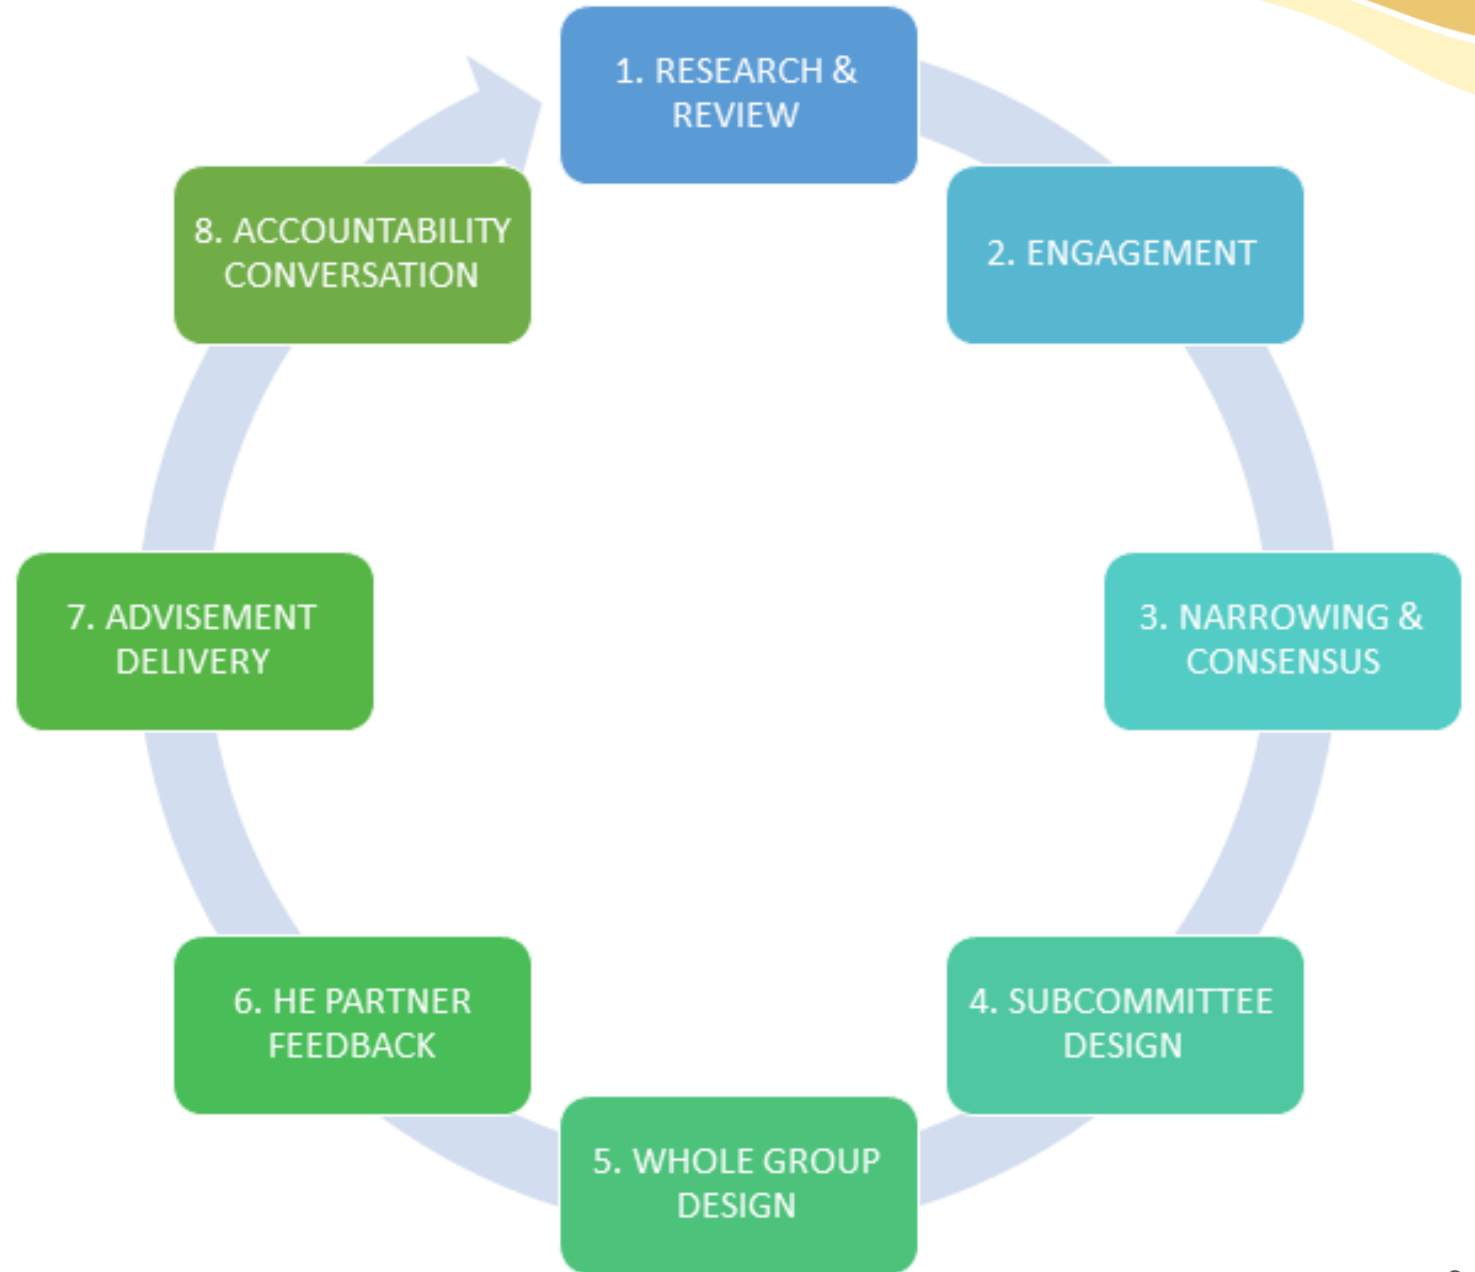 1. RESEARCH &
REVIEW
2. ENGAGEMENT
3. NARROWING &
CONSENSUS
4. SUBCOMMITTEE
DESIGN
5. WHOLE GROUP
DESIGN
6. HE PARTNER
FEEDBACK
7. ADVISEMENT
DELIVERY
8. ACCOUNTABILITY
CONVERSATION